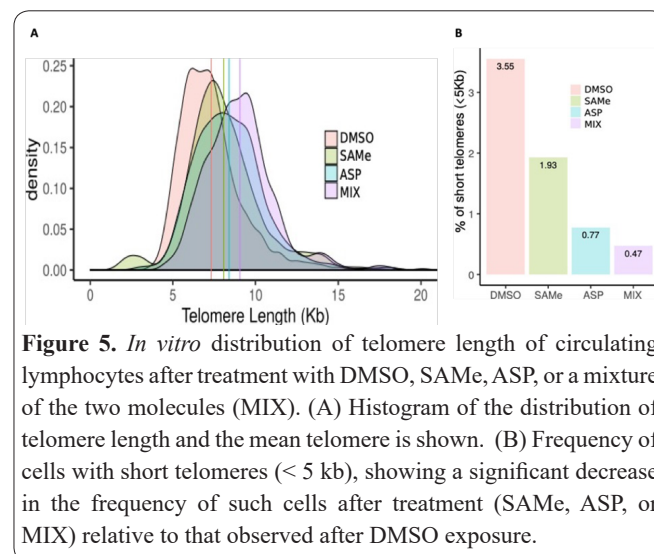 A
B
0.25
0.20
0.15
0.10
0.05
0.00
density
0
5
10
15
20
Telomere Length (Kb)
DMSO
SAMe
ASP
MIX
% of short telomeres (<5Kb)
3
2
1
0
3.55
1.93
0.77
0.47
DMSO
SAMe
ASP
MIX
DMSO
SAMe
ASP
MIX
Figure 5. In vitro distribution of telomere length of circulating
lymphocytes after treatment with DMSO, SAMe, ASP, or a mixture
of the two molecules (MIX). (A) Histogram of the distribution of
telomere length and the mean telomere is shown. (B) Frequency of
cells with short telomeres (< 5 kb), showing a significant decrease
in the frequency of such cells after treatment (SAMe, ASP, or
MIX) relative to that observed after DMSO exposure.